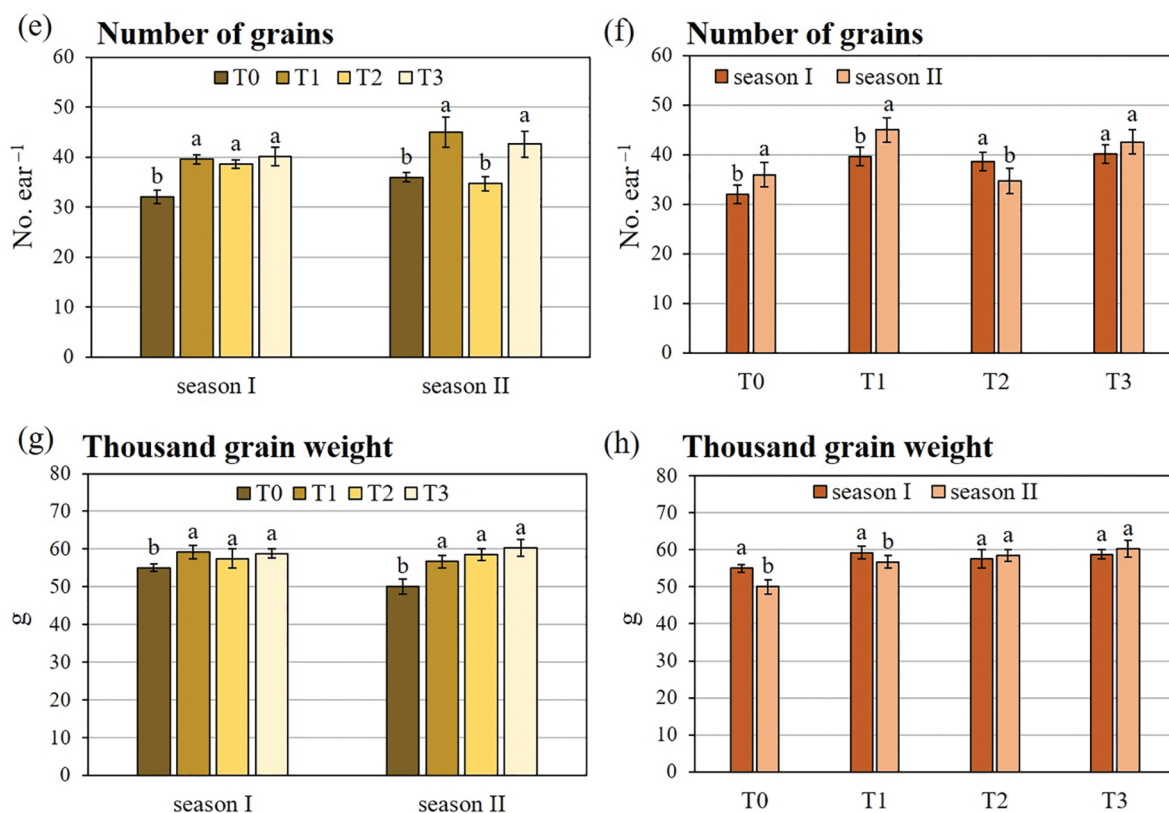 (e) Number of grains
60
50
40
30
20
10
0
No. ear⁻¹
T0 T1 T2 T3
b a a a b a b a
season I season II
(f) Number of grains
60
50
40
30
20
10
0
No. ear⁻¹
season I season II
b a b a a b a a
T0 T1 T2 T3
(g) Thousand grain weight
80
70
60
50
40
30
20
10
0
g
T0 T1 T2 T3
b a a a b a a a
season I season II
(h) Thousand grain weight
80
70
60
50
40
30
20
10
0
g
season I season II
a b a b a a a a
T0 T1 T2 T3